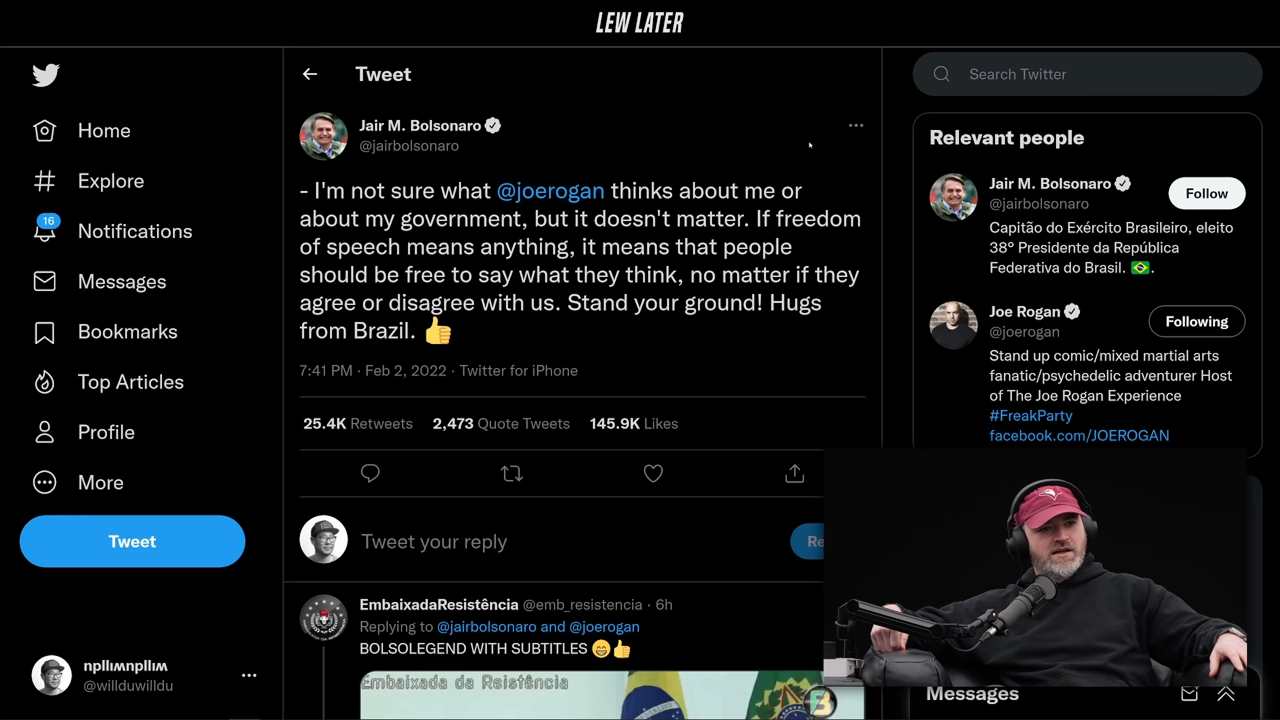 LEW LATER
Home
Explore
16
Notifications
Messages
Bookmarks
Top Articles
Profile
More
Tweet
npllιmnpllιm
@willduwilldu
Tweet
Jair M. Bolsonaro
@jairbolsonaro
- I'm not sure what @joerogan thinks about me or
about my government, but it doesn't matter. If freedom
of speech means anything, it means that people
should be free to say what they think, no matter if they
agree or disagree with us. Stand your ground! Hugs
from Brazil. 👍
7:41 PM · Feb 2, 2022 · Twitter for iPhone
25.4K Retweets 2,473 Quote Tweets 145.9K Likes
Tweet your reply
Re
EmbaixadaResistência @emb_resistencia · 6h
Replying to @jairbolsonaro and @joerogan
BOLSOLEGEND WITH SUBTITLES 😁👍
Embaixada da Reistência
Search Twitter
Relevant people
Jair M. Bolsonaro
@jairbolsonaro
Follow
Capitão do Exército Brasileiro, eleito
38° Presidente da República
Federativa do Brasil. 🇧🇷.
Joe Rogan
@joerogan
Following
Stand up comic/mixed martial arts
fanatic/psychedelic adventurer Host
of The Joe Rogan Experience
#FreakParty
facebook.com/JOEROGAN
Messages